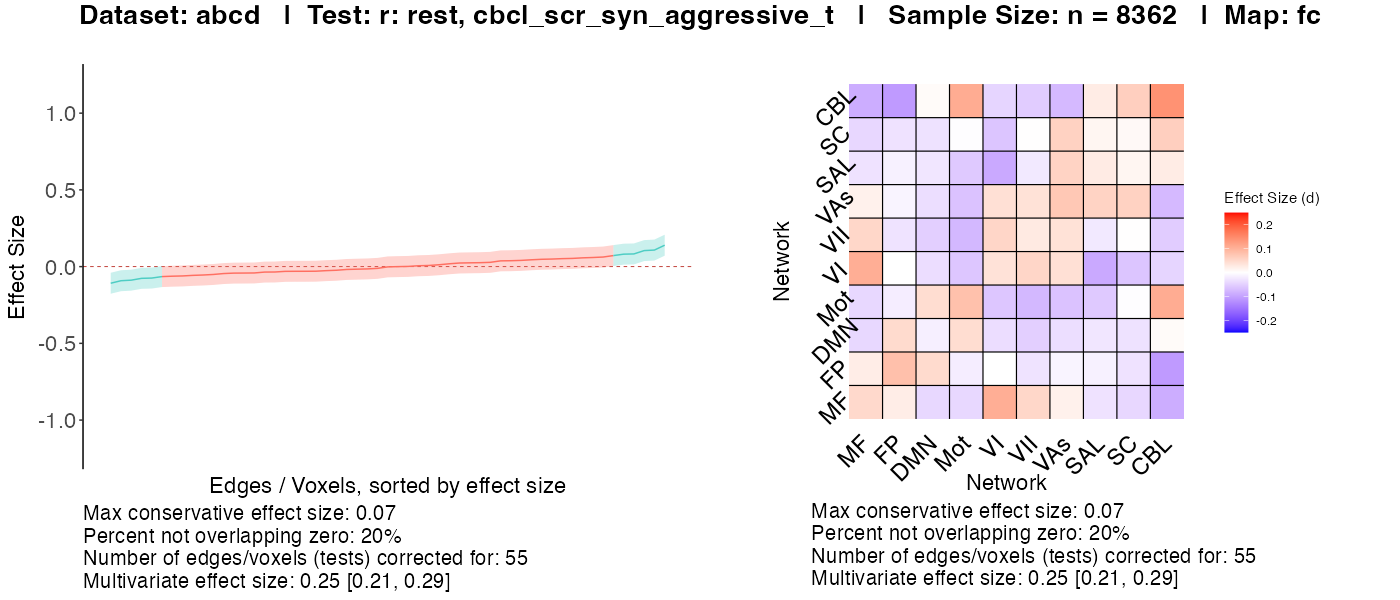 Dataset: abcd | Test: r: rest, cbcl_scr_syn_aggressive_t | Sample Size: n = 8362 | Map: fc
Effect Size
1.0
0.5
0.0
-0.5
-1.0
Edges / Voxels, sorted by effect size
Max conservative effect size: 0.07
Percent not overlapping zero: 20%
Number of edges/voxels (tests) corrected for: 55
Multivariate effect size: 0.25 [0.21, 0.29]
Network
CBL
SC
SAL
VAs
VII
VI
Mot
DMN
FP
MF
MF
FP
DMN
Mot
VI
VII
VAs
SAL
SC
CBL
Network
Effect Size (d)
0.2
0.1
0.0
-0.1
-0.2
Max conservative effect size: 0.07
Percent not overlapping zero: 20%
Number of edges/voxels (tests) corrected for: 55
Multivariate effect size: 0.25 [0.21, 0.29]